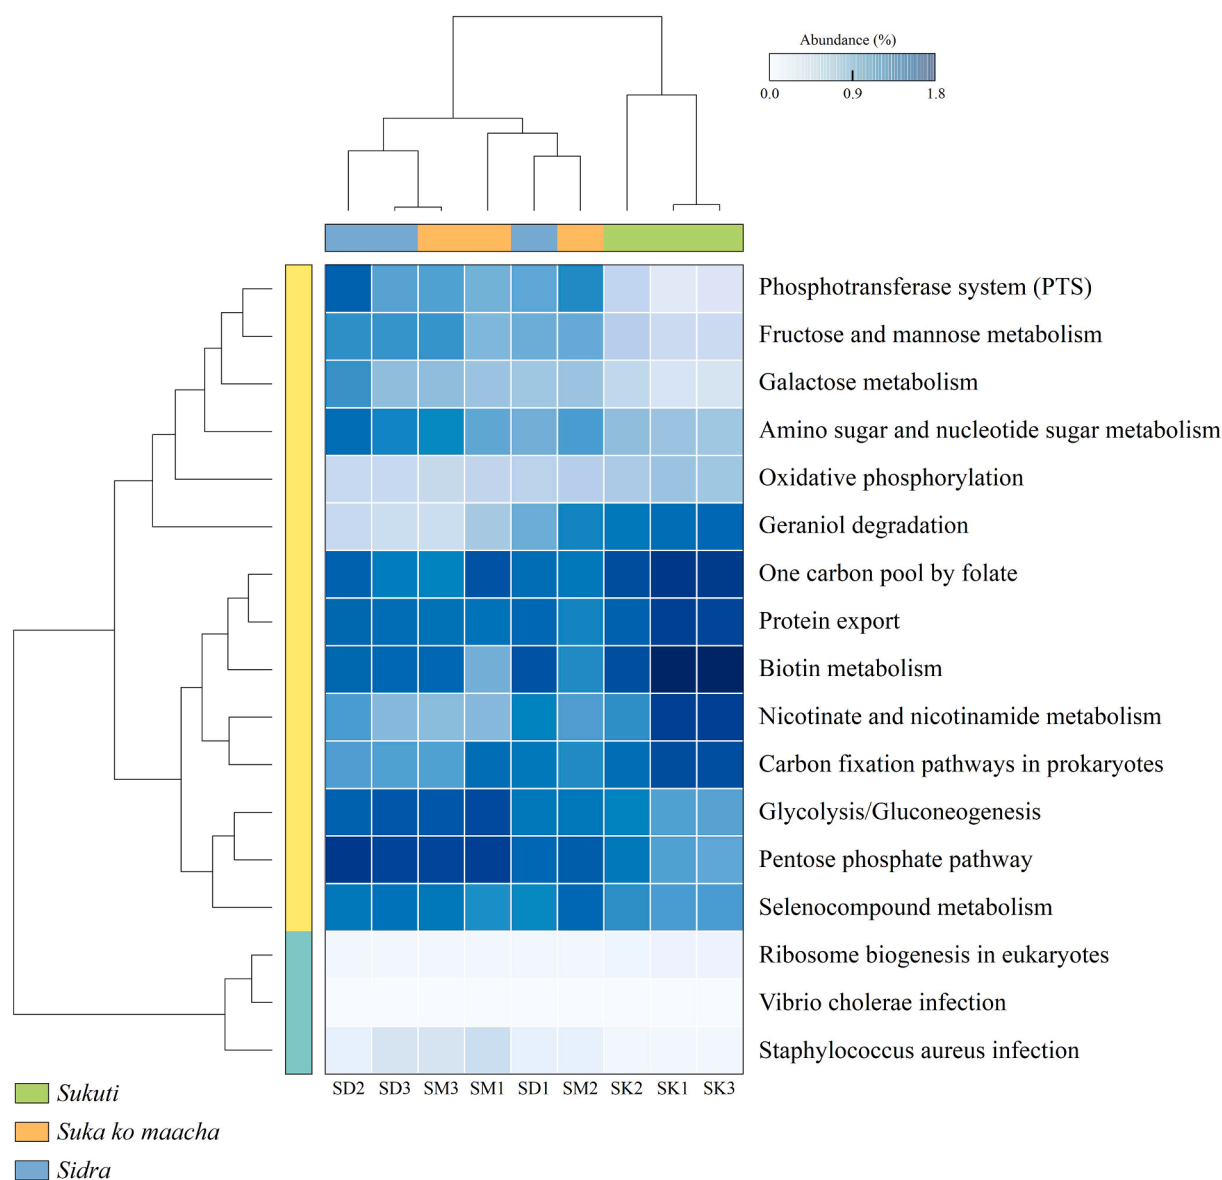 Abundance (%)
0.0 0.9 1.8
Phosphotransferase system (PTS)
Fructose and mannose metabolism
Galactose metabolism
Amino sugar and nucleotide sugar metabolism
Oxidative phosphorylation
Geraniol degradation
One carbon pool by folate
Protein export
Biotin metabolism
Nicotinate and nicotinamide metabolism
Carbon fixation pathways in prokaryotes
Glycolysis/Gluconeogenesis
Pentose phosphate pathway
Selenocompound metabolism
Ribosome biogenesis in eukaryotes
Vibrio cholerae infection
Staphylococcus aureus infection
SD2 SD3 SM3 SM1 SD1 SM2 SK2 SK1 SK3
Sukuti
Suka ko maacha
Sidra